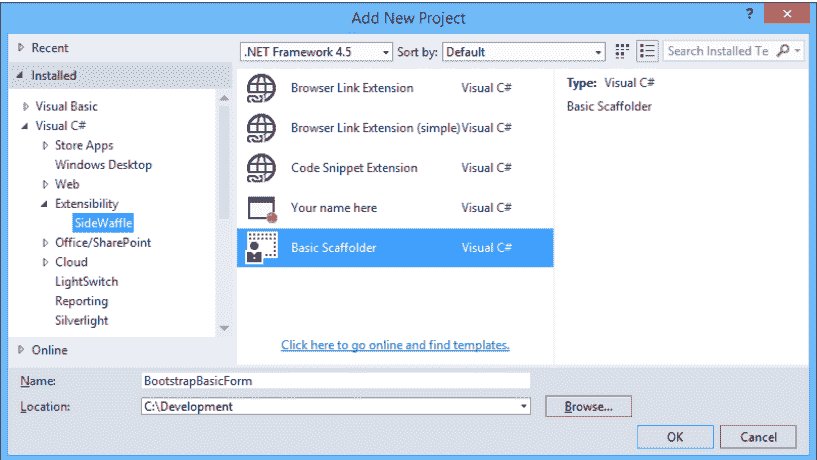 Add New Project
?
Recent
Installed
Visual Basic
Visual C#
Store Apps
Windows Desktop
Web
Extensibility
SideWaffle
Office/SharePoint
Cloud
LightSwitch
Reporting
Silverlight
Online
.NET Framework 4.5
Sort by: Default
Search Installed Te
Browser Link Extension Visual C#
Browser Link Extension (simple) Visual C#
Code Snippet Extension Visual C#
Your name here Visual C#
Basic Scaffolder Visual C#
Click here to go online and find templates.
Type: Visual C#
Basic Scaffolder
Name: BootstrapBasicForm
Location: C:\Development
Browse...
OK Cancel